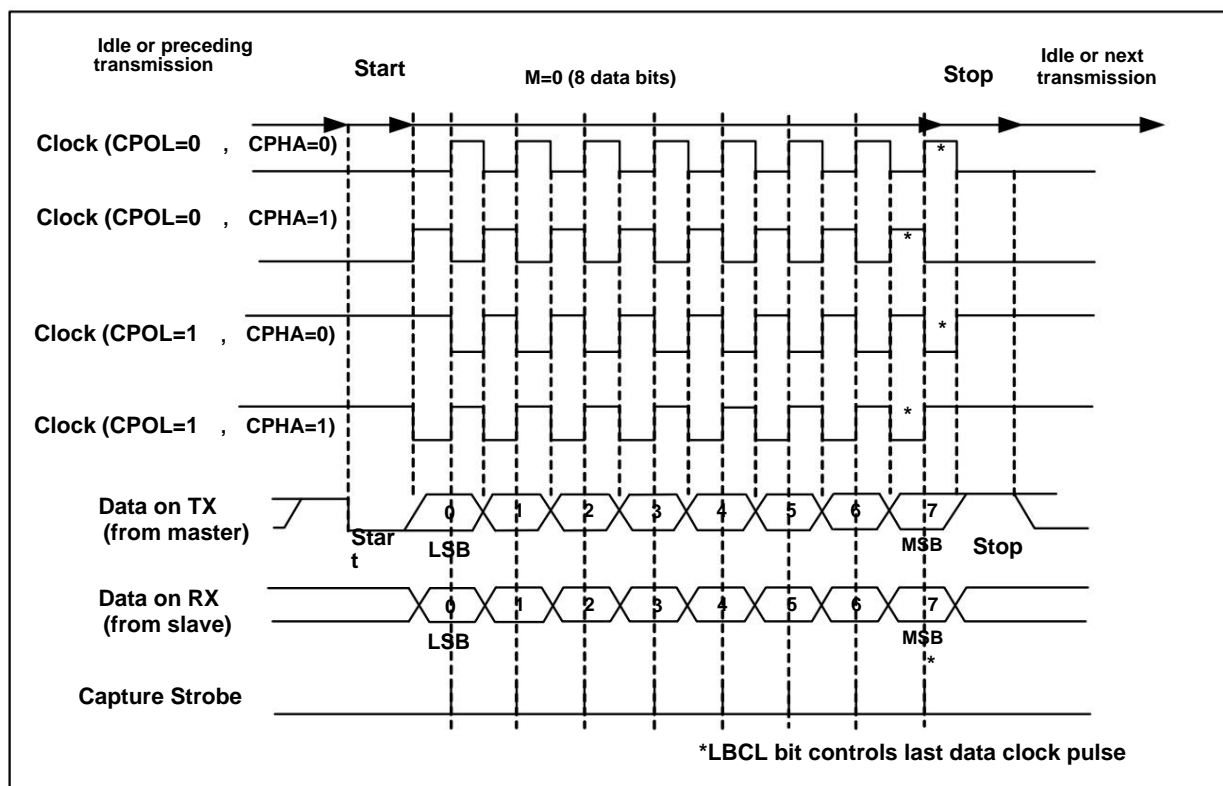 Idle or preceding
transmission
Start
M=0 (8 data bits)
Stop
Idle or next
transmission
Clock (CPOL=0 , CPHA=0)
*
Clock (CPOL=0 , CPHA=1)
*
Clock (CPOL=1 , CPHA=0)
*
Clock (CPOL=1 , CPHA=1)
*
Data on TX
(from master)
Star
t
0 1 2 3 4 5 6 7
LSB
MSB
Stop
Data on RX
(from slave)
0 1 2 3 4 5 6 7
LSB
MSB
*
Capture Strobe
*LBCL bit controls last data clock pulse